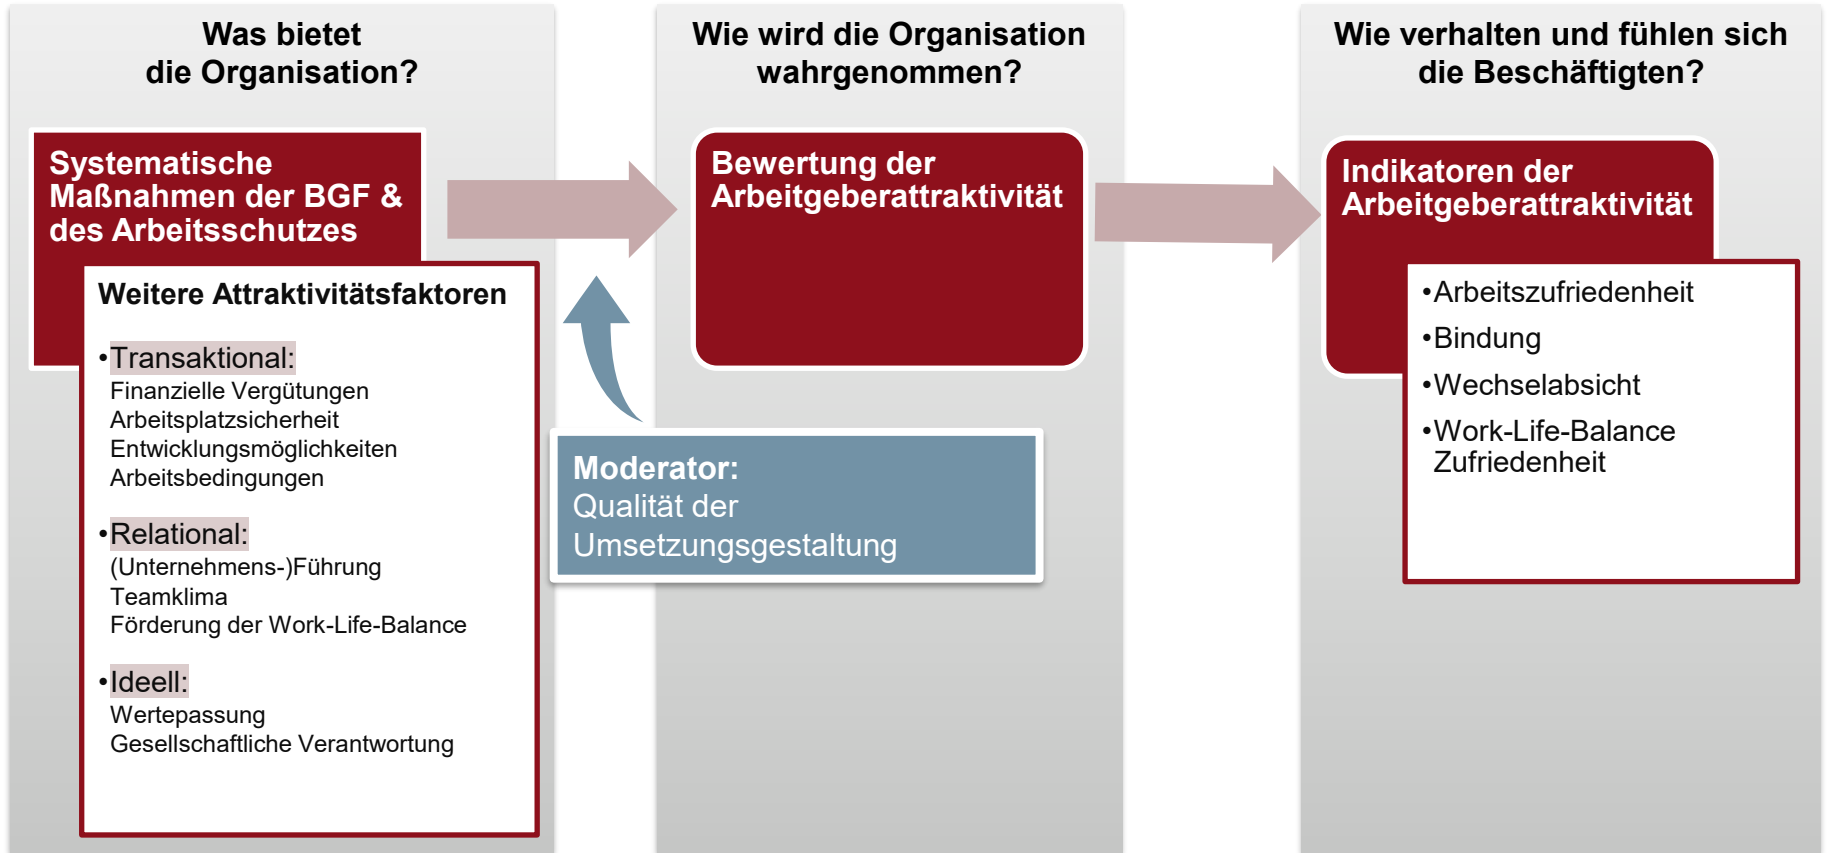 Was bietet
die Organisation?
Systematische
Maßnahmen der BGF &
des Arbeitsschutzes
Weitere Attraktivitätsfaktoren
•Transaktional:
Finanzielle Vergütungen
Arbeitsplatzsicherheit
Entwicklungsmöglichkeiten
Arbeitsbedingungen
•Relational:
(Unternehmens-)Führung
Teamklima
Förderung der Work-Life-Balance
•Ideell:
Wertepassung
Gesellschaftliche Verantwortung
Wie wird die Organisation
wahrgenommen?
Bewertung der
Arbeitgeberattraktivität
Moderator:
Qualität der
Umsetzungsgestaltung
Wie verhalten und fühlen sich
die Beschäftigten?
Indikatoren der
Arbeitgeberattraktivität
•Arbeitszufriedenheit
•Bindung
•Wechselabsicht
•Work-Life-Balance
Zufriedenheit